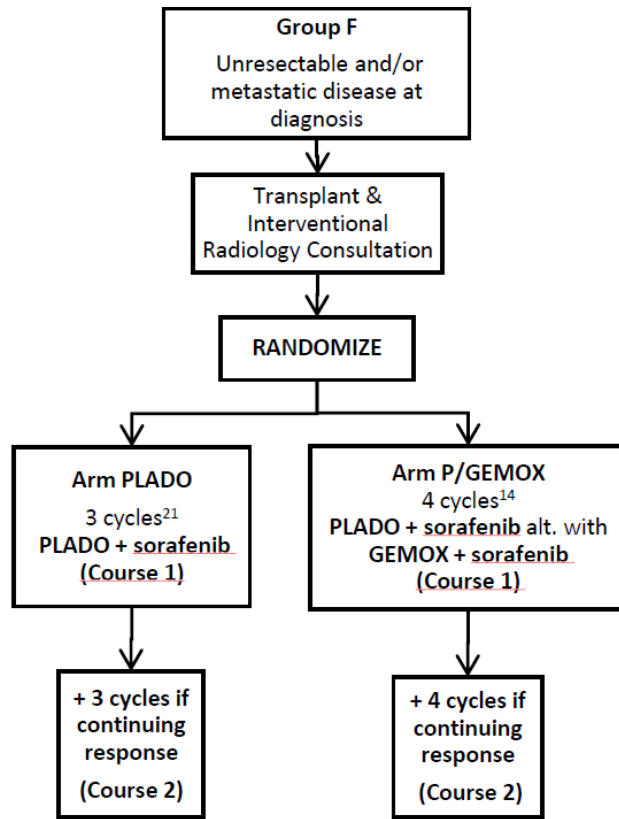 Group F
Unresectable and/or
metastatic disease at
diagnosis
Transplant &
Interventional
Radiology Consultation
RANDOMIZE
Arm PLADO
3 cycles²¹
PLADO + sorafenib
(Course 1)
Arm P/GEMOX
4 cycles¹⁴
PLADO + sorafenib alt. with
GEMOX + sorafenib
(Course 1)
+ 3 cycles if
continuing
response
(Course 2)
+ 4 cycles if
continuing
response
(Course 2)